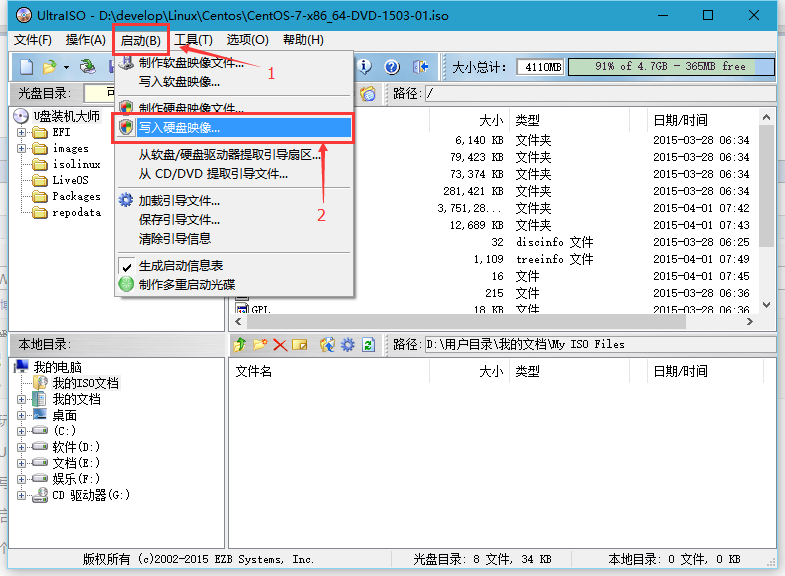 UltraISO - D:\develop\Linux\Centos\CentOS-7-x86_64-DVD-1503-01.iso
文件(F) 操作(A) 启动(B) 工具(T) 选项(O) 帮助(H)
大小总计: 4110MB 91% of 4.7GB - 365MB free
光盘目录: 可 路径: /
制作软盘映像文件...
写入软盘映像...
制作硬盘映像文件...
写入硬盘映像...
从软盘/硬盘驱动器提取引导扇区...
从 CD/DVD 提取引导文件...
加载引导文件...
保存引导文件...
清除引导信息
生成启动信息表
制作多重启动光碟
1
2
U盘装机大师
EFI
images
isolinux
LiveOS
Packages
repodata
大小 类型 日期/时间
6,140 KB 文件夹 2015-03-28 06:34
79,423 KB 文件夹 2015-03-28 06:34
73,374 KB 文件夹 2015-03-28 06:34
281,421 KB 文件夹 2015-03-28 06:34
3,751,28... 文件夹 2015-04-01 07:42
12,689 KB 文件夹 2015-04-01 07:43
32 discinfo 文件 2015-03-28 06:25
1,109 treeinfo 文件 2015-04-01 07:49
16 文件 2015-04-01 07:45
215 文件 2015-03-28 06:36
GPL 18 KB 文件 2015-03-28 06:36
本地目录: 路径: D:\用户目录\我的文档\My ISO Files
我的电脑
我的ISO文档
我的文档
桌面
(C:)
软件(D:)
文档(E:)
娱乐(F:)
CD 驱动器(G:)
文件名 大小 类型 日期/时间
版权所有 (c)2002-2015 EZB Systems, Inc. 光盘目录: 8 文件, 34 KB 本地目录: 0 文件, 0 KB